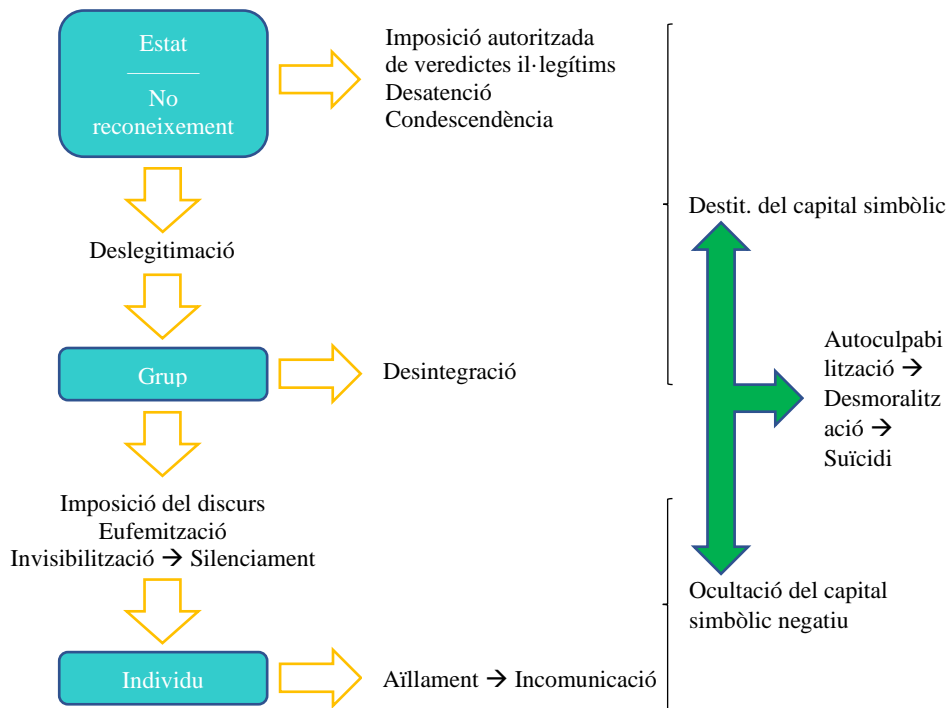 Estat
No
reconeixement
Imposició autoritzada
de veredictes il·legítims
Desatenció
Condescendència
Deslegitimació
Destit. del capital simbòlic
Grup
Desintegració
Autoculpabi
lització →
Desmoralitz
ació →
Suïcidi
Imposició del discurs
Eufemització
Invisibilització → Silenciament
Ocultació del capital
simbòlic negatiu
Individu
Aïllament → Incomunicació